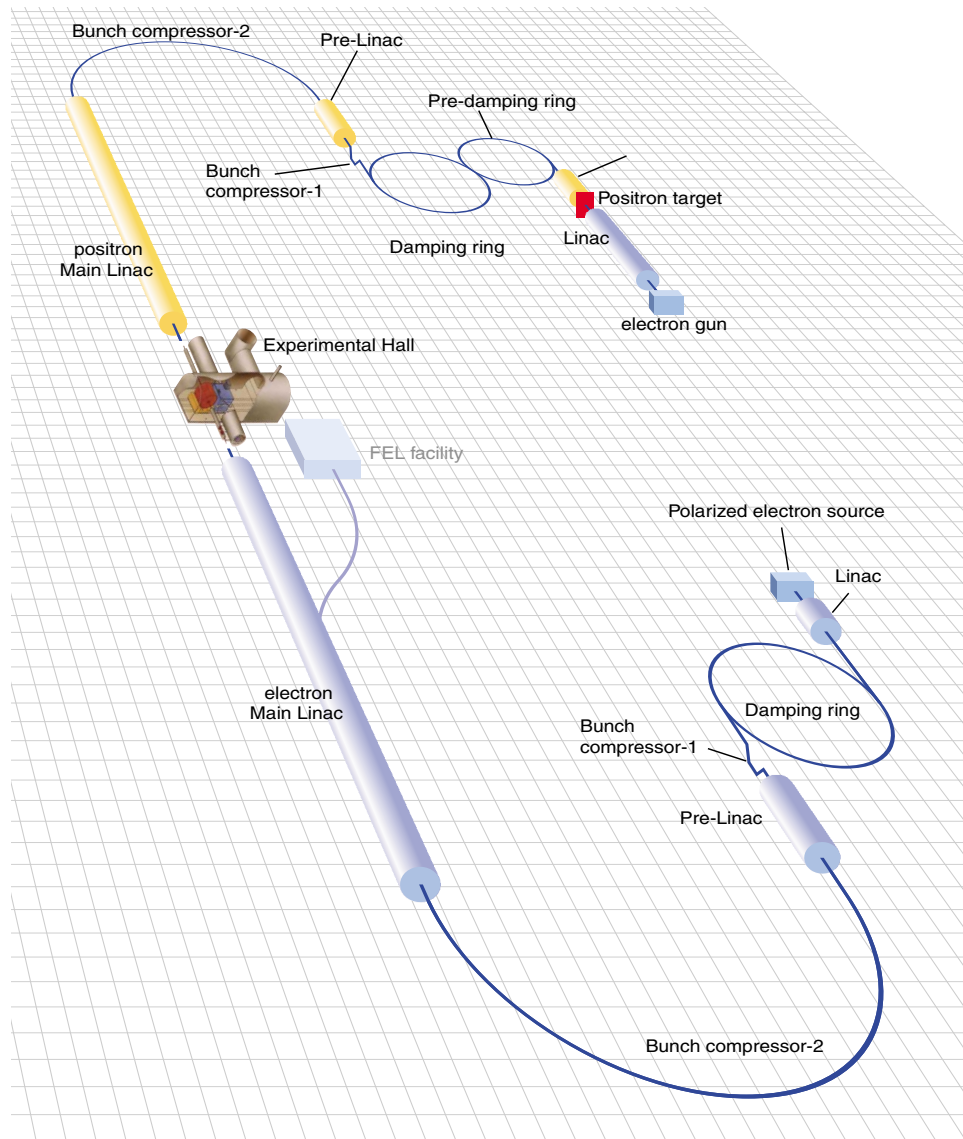 Bunch compressor-2
Pre-Linac
Pre-damping ring
Bunch
compressor-1
Positron target
Linac
Damping ring
positron
Main Linac
electron gun
Experimental Hall
FEL facility
Polarized electron source
Linac
electron
Main Linac
Damping ring
Bunch
compressor-1
Pre-Linac
Bunch compressor-2